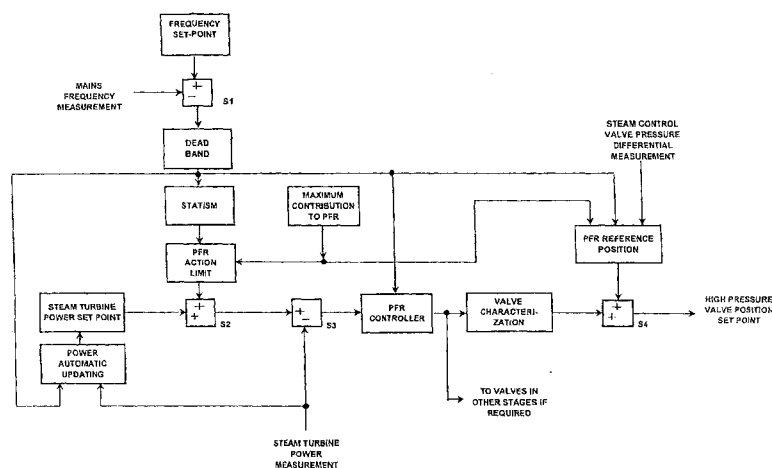 FREQUENCY
SET-POINT
+
−
S1
MAINS
FREQUENCY
MEASUREMENT
DEAD
BAND
STEAM CONTROL
VALVE PRESSURE
DIFFERENTIAL
MEASUREMENT
STATISM
MAXIMUM
CONTRIBUTION
TO PFR
PFR REFERENCE
POSITION
PFR
ACTION
LIMIT
STEAM TURBINE
POWER SET POINT
+
+
S2
+
−
S3
PFR
CONTROLLER
VALVE
CHARACTERI-
ZATION
+
+
S4
HIGH PRESSURE
VALVE POSITION
SET POINT
POWER
AUTOMATIC
UPDATING
TO VALVES IN
OTHER STAGES IF
REQUIRED
STEAM TURBINE
POWER
MEASUREMENT